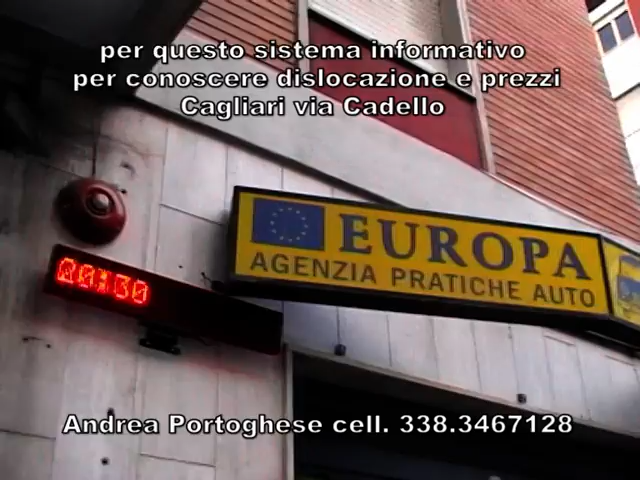 per questo sistema informativo
per conoscere dislocazione e prezzi
Cagliari via Cadello
EUROPA
AGENZIA PRATICHE AUTO
20:30
Andrea Portoghese cell. 338.3467128